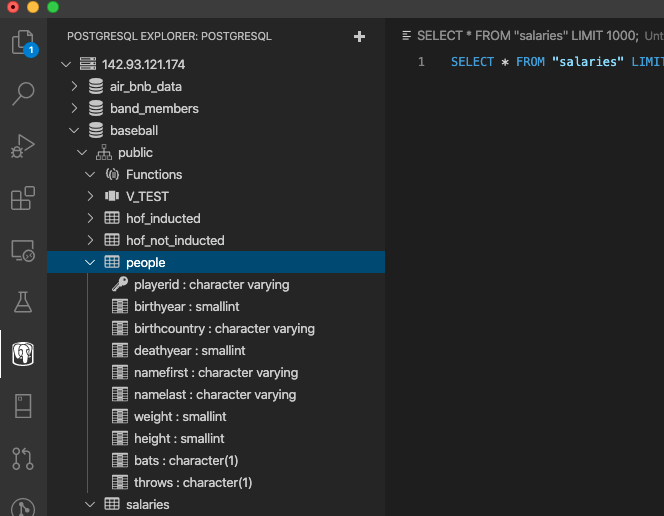 POSTGRESQL EXPLORER: POSTGRESQL
SELECT * FROM "salaries" LIMIT 1000; Unt
1 SELECT * FROM "salaries" LIMIT
1
142.93.121.174
air_bnb_data
band_members
baseball
public
Functions
V_TEST
hof_inducted
hof_not_inducted
people
playerid : character varying
birthyear : smallint
birthcountry : character varying
deathyear : smallint
namefirst : character varying
namelast : character varying
weight : smallint
height : smallint
bats : character(1)
throws : character(1)
salaries